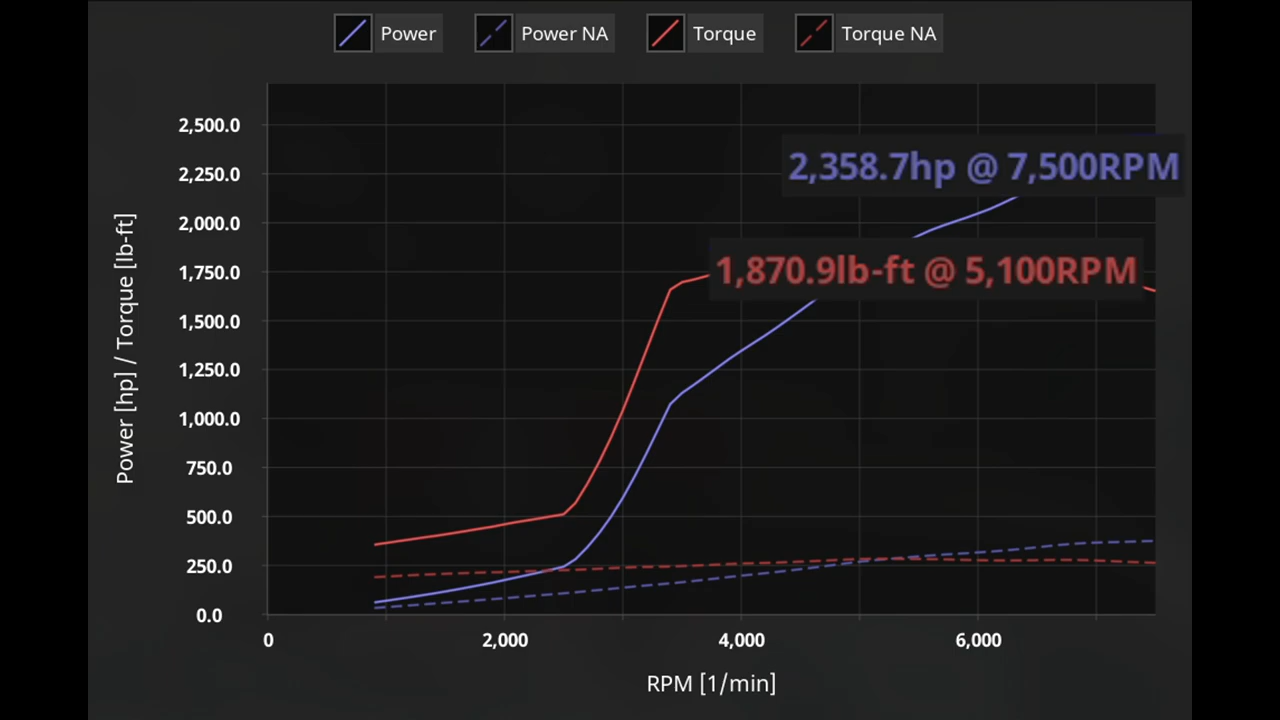 Power
Power NA
Torque
Torque NA
2,500.0
2,250.0
2,000.0
1,750.0
1,500.0
1,250.0
1,000.0
750.0
500.0
250.0
0.0
Power [hp] / Torque [lb-ft]
2,358.7hp @ 7,500RPM
1,870.9lb-ft @ 5,100RPM
0
2,000
4,000
6,000
RPM [1/min]